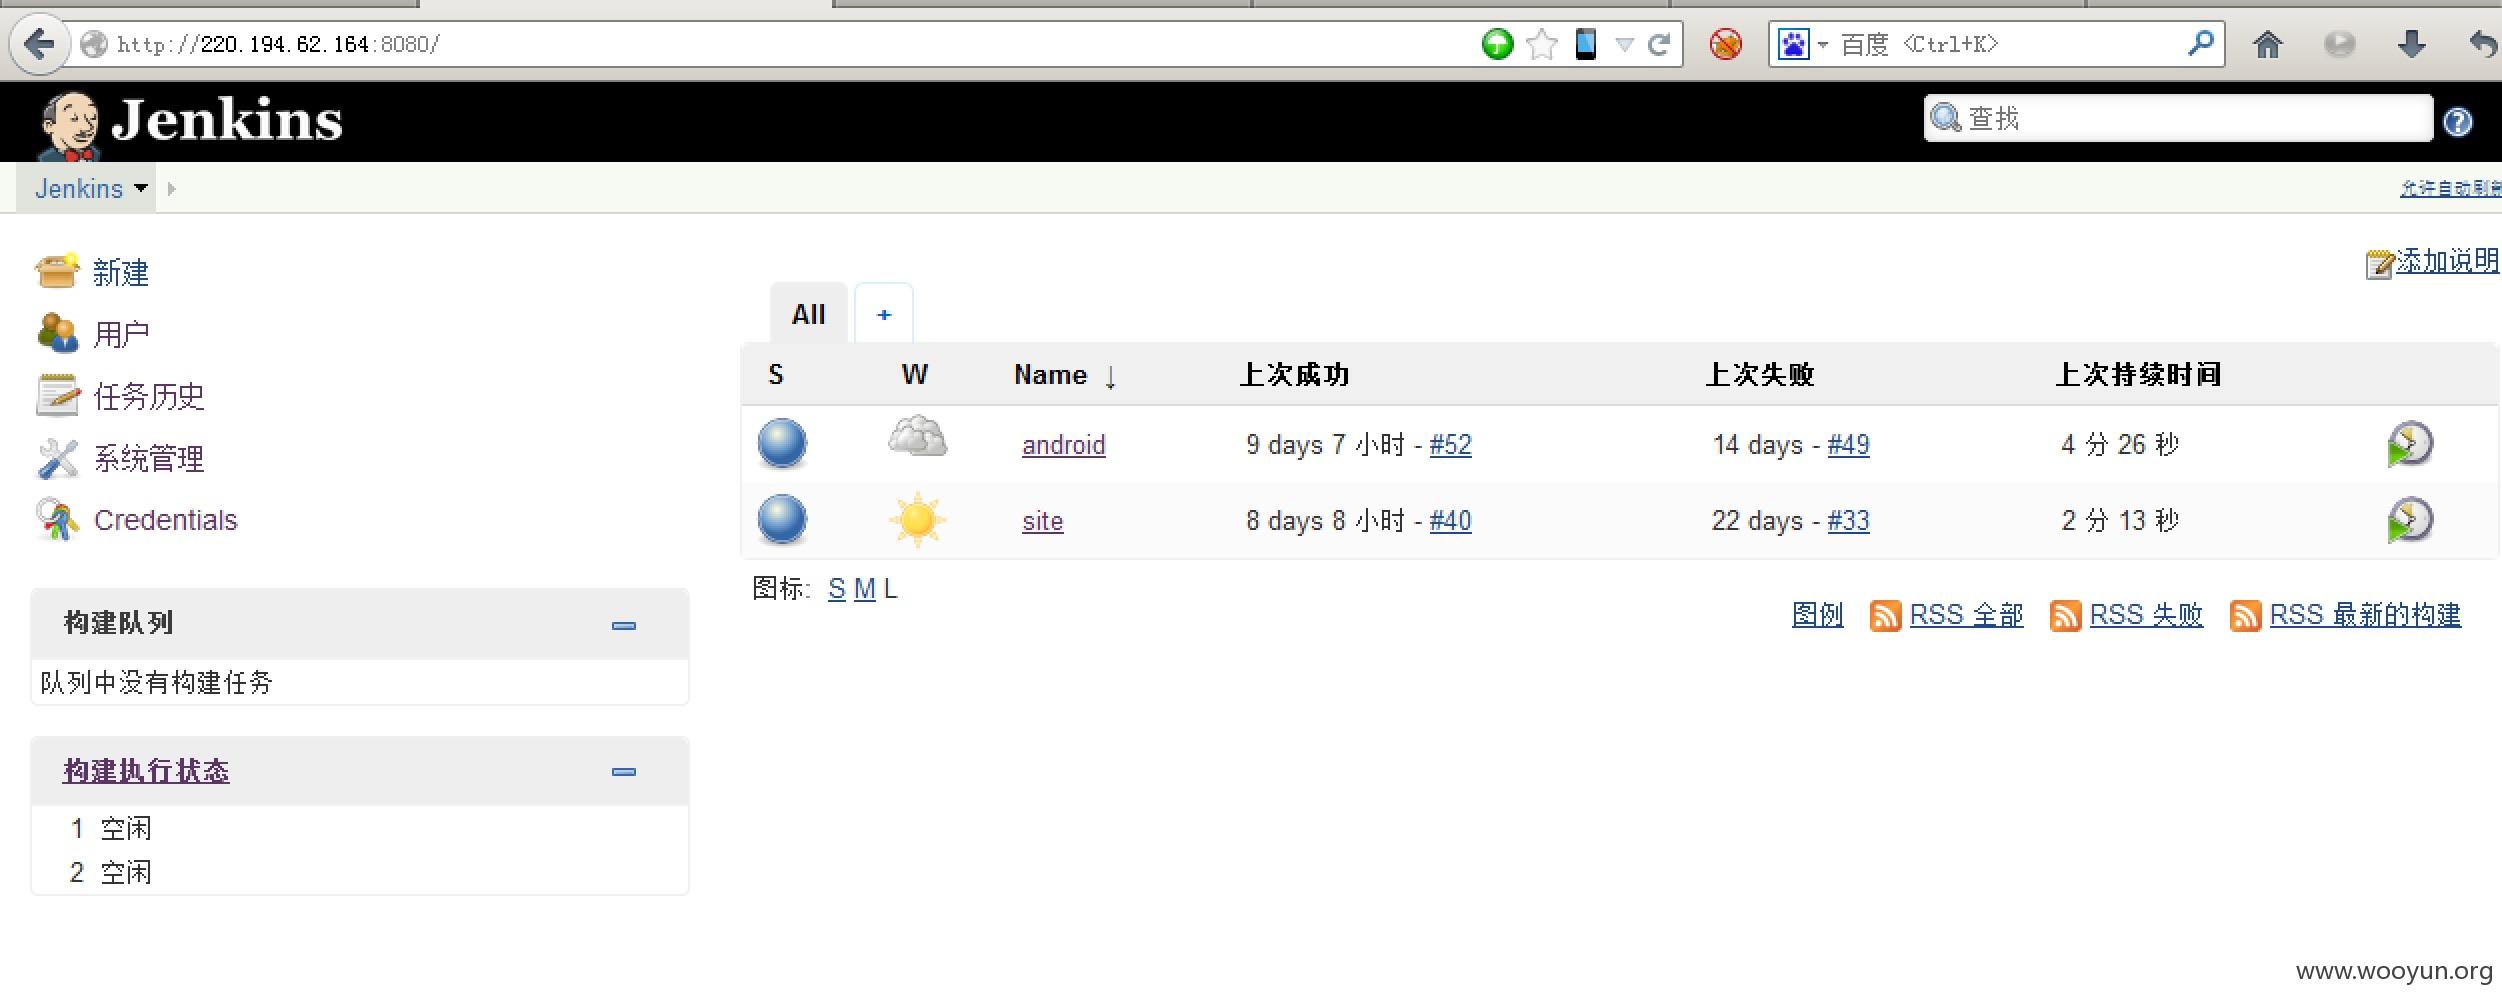 http://220.194.62.164:8080/
百度 <Ctrl+K>
Jenkins
查找
Jenkins
允许自动刷新
新建
用户
任务历史
系统管理
Credentials
添加说明
All +
S W Name ↓ 上次成功 上次失败 上次持续时间
android 9 days 7 小时 - #52 14 days - #49 4 分 26 秒
site 8 days 8 小时 - #40 22 days - #33 2 分 13 秒
图标: S M L
图例 RSS 全部 RSS 失败 RSS 最新的构建
构建队列
队列中没有构建任务
构建执行状态
1 空闲
2 空闲
www.wooyun.org